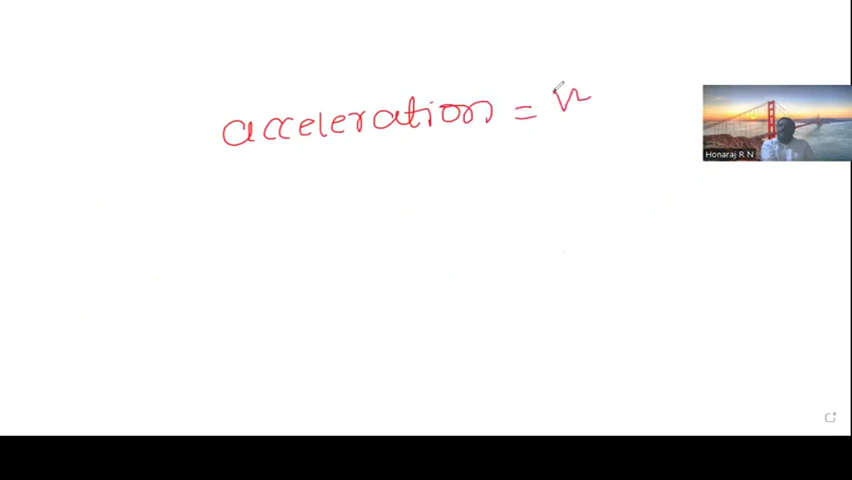 acceleration = v
Honaraj R N